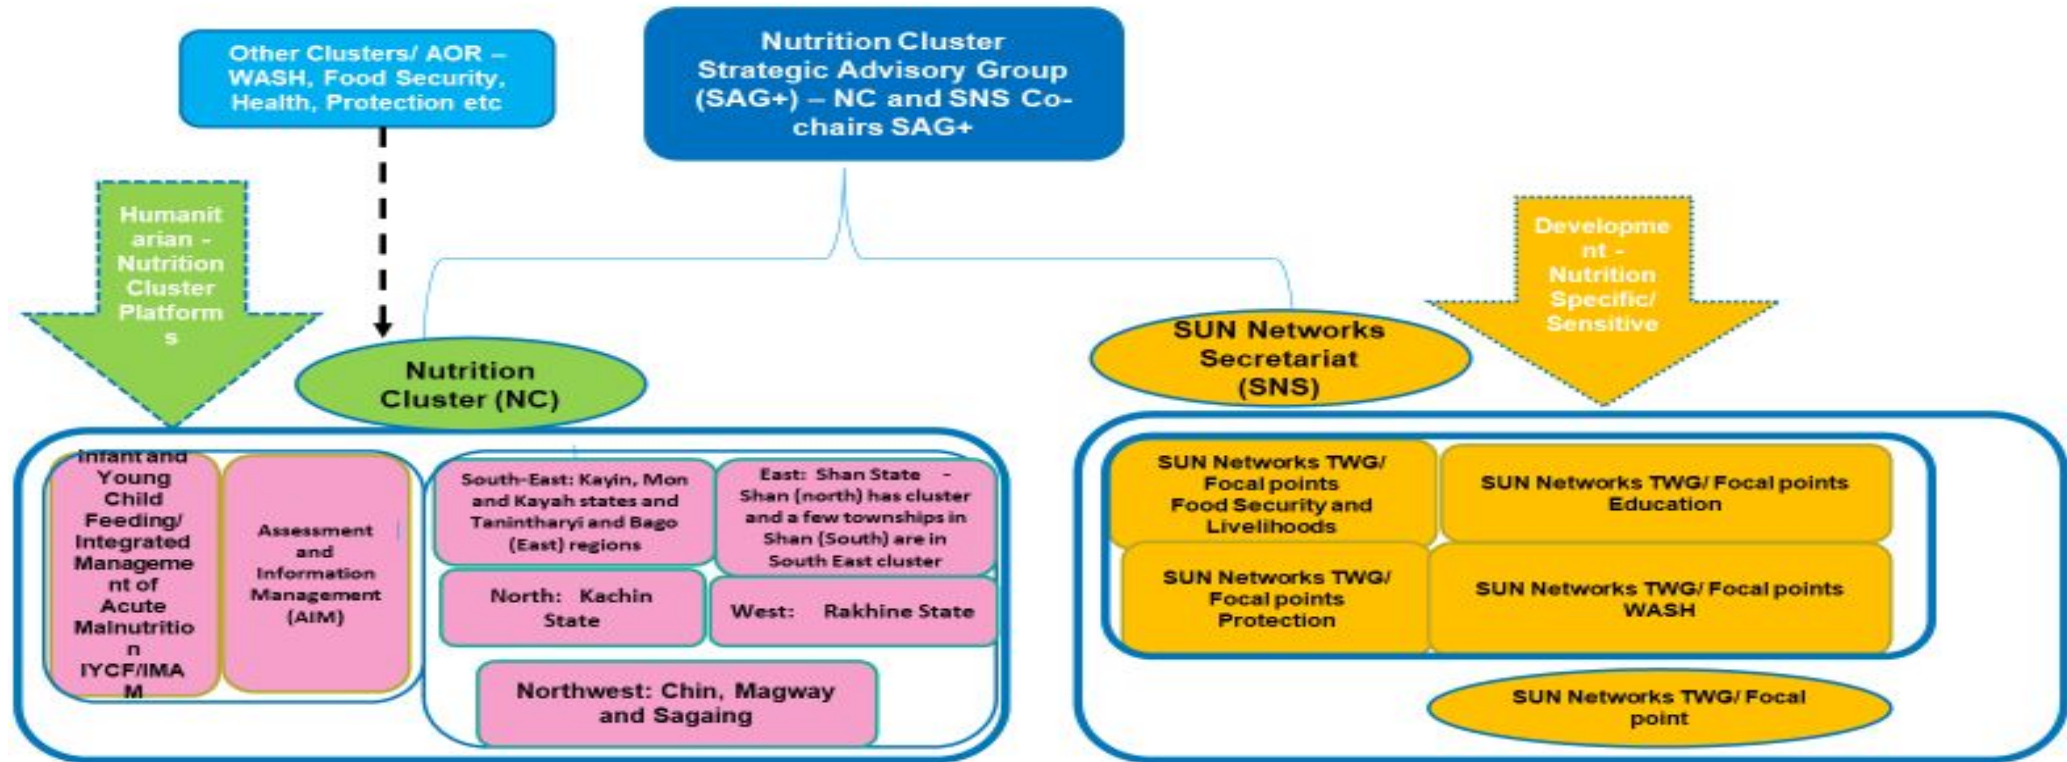 Other Clusters/ AOR –
WASH, Food Security,
Health, Protection etc
Nutrition Cluster
Strategic Advisory Group
(SAG+) – NC and SNS Co-
chairs SAG+
Humanit
arian -
Nutrition
Cluster
Platform
s
Developme
nt -
Nutrition
Specific/
Sensitive
Nutrition
Cluster (NC)
SUN Networks
Secretariat
(SNS)
Infant and
Young
Child
Feeding/
Integrated
Manageme
nt of
Acute
Malnutritio
n
IYCF/IMA
M
Assessment
and
Information
Management
(AIM)
South-East: Kayin, Mon
and Kayah states and
Tanintharyi and Bago
(East) regions
East: Shan State -
Shan (north) has cluster
and a few townships in
Shan (South) are in
South East cluster
North: Kachin
State
West: Rakhine State
Northwest: Chin, Magway
and Sagaing
SUN Networks TWG/
Focal points
Food Security and
Livelihoods
SUN Networks TWG/ Focal points
Education
SUN Networks TWG/
Focal points
Protection
SUN Networks TWG/ Focal points
WASH
SUN Networks TWG/ Focal
point